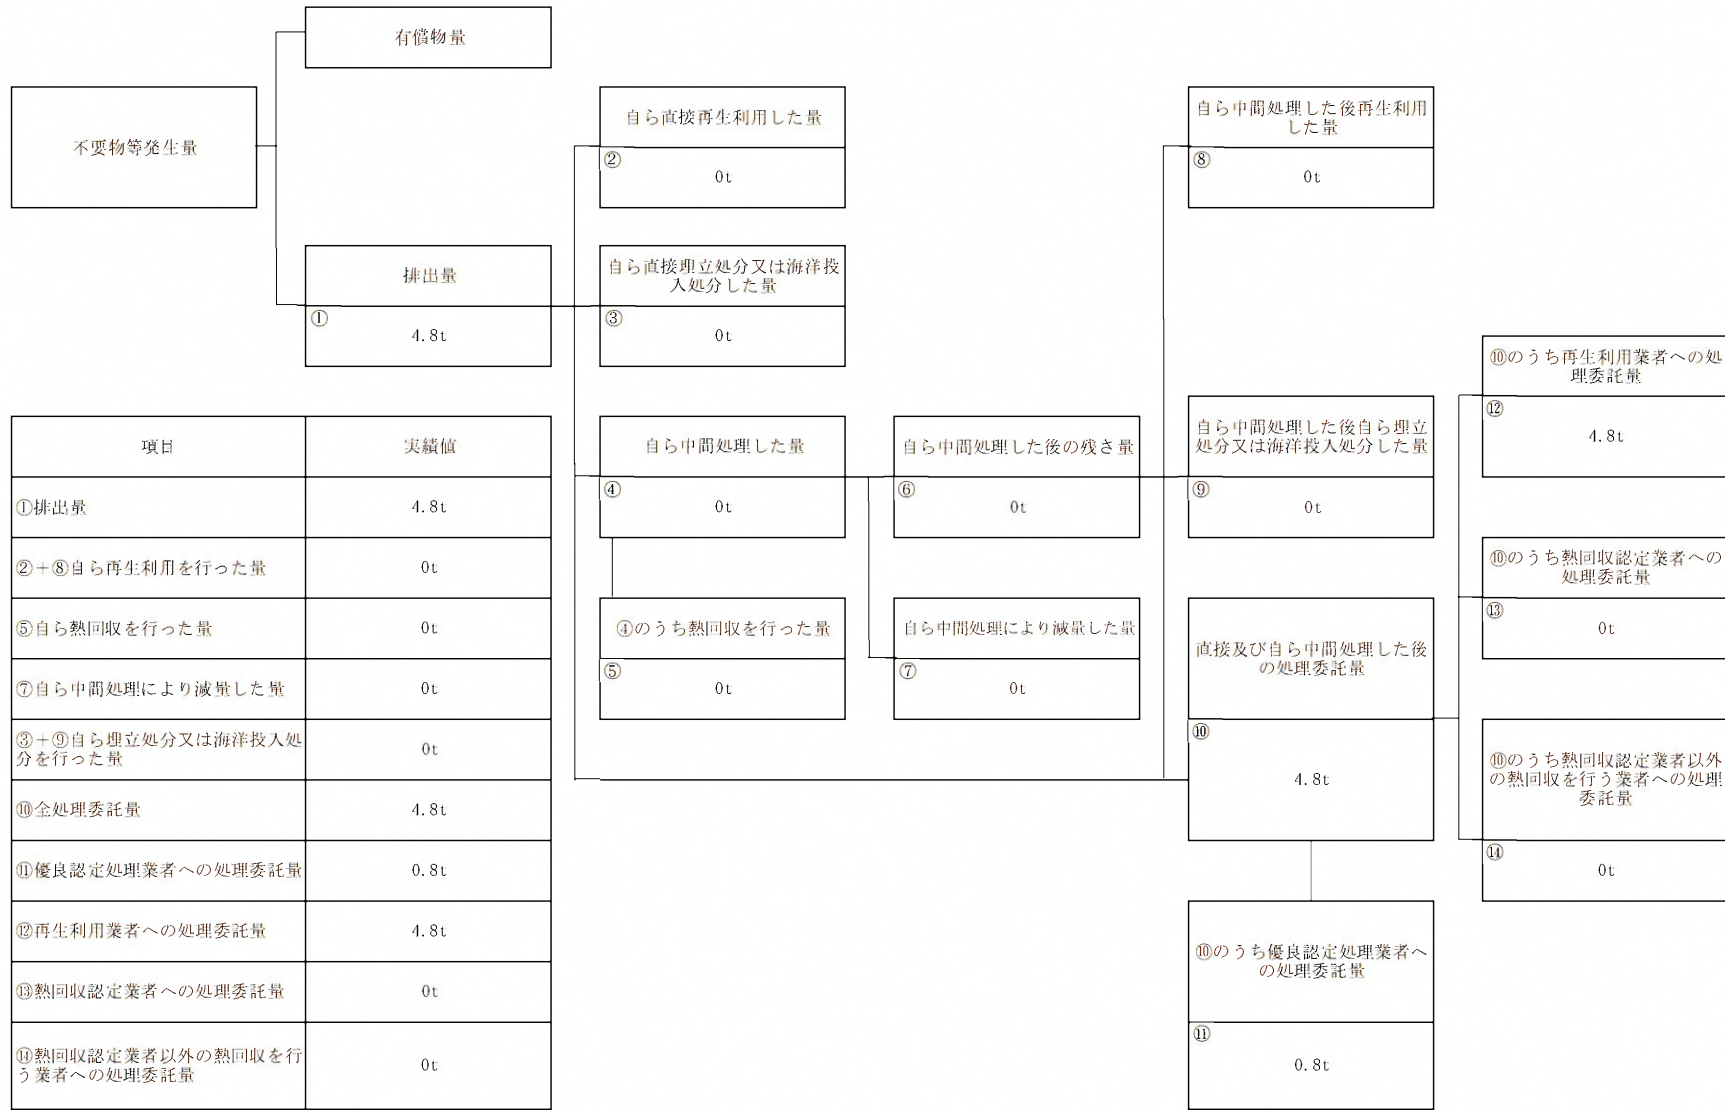 有償物量
不要物等発生量
自ら直接再生利用した量
②
0t
自ら中間処理した後再生利用
した量
⑧
0t
排出量
①
4.8t
自ら直接埋立処分又は海洋投
入処分した量
③
0t
⑩のうち再生利用業者への処
理委託量
⑫
4.8t
自ら中間処理した量
④
0t
自ら中間処理した後の残さ量
⑥
0t
自ら中間処理した後自ら埋立
処分又は海洋投入処分した量
⑨
0t
⑩のうち熱回収認定業者への
処理委託量
⑬
0t
④のうち熱回収を行った量
⑤
0t
自ら中間処理により減量した量
⑦
0t
直接及び自ら中間処理した後
の処理委託量
⑩
4.8t
⑩のうち熱回収認定業者以外
の熱回収を行う業者への処理
委託量
⑭
0t
⑩のうち優良認定処理業者へ
の処理委託量
⑪
0.8t
項目
実績値
①排出量
4.8t
②+⑧自ら再生利用を行った量
0t
⑤自ら熱回収を行った量
0t
⑦自ら中間処理により減量した量
0t
③+⑨自ら埋立処分又は海洋投入処
分を行った量
0t
⑩全処理委託量
4.8t
⑪優良認定処理業者への処理委託量
0.8t
⑫再生利用業者への処理委託量
4.8t
⑬熱回収認定業者への処理委託量
0t
⑭熱回収認定業者以外の熱回収を行
う業者への処理委託量
0t